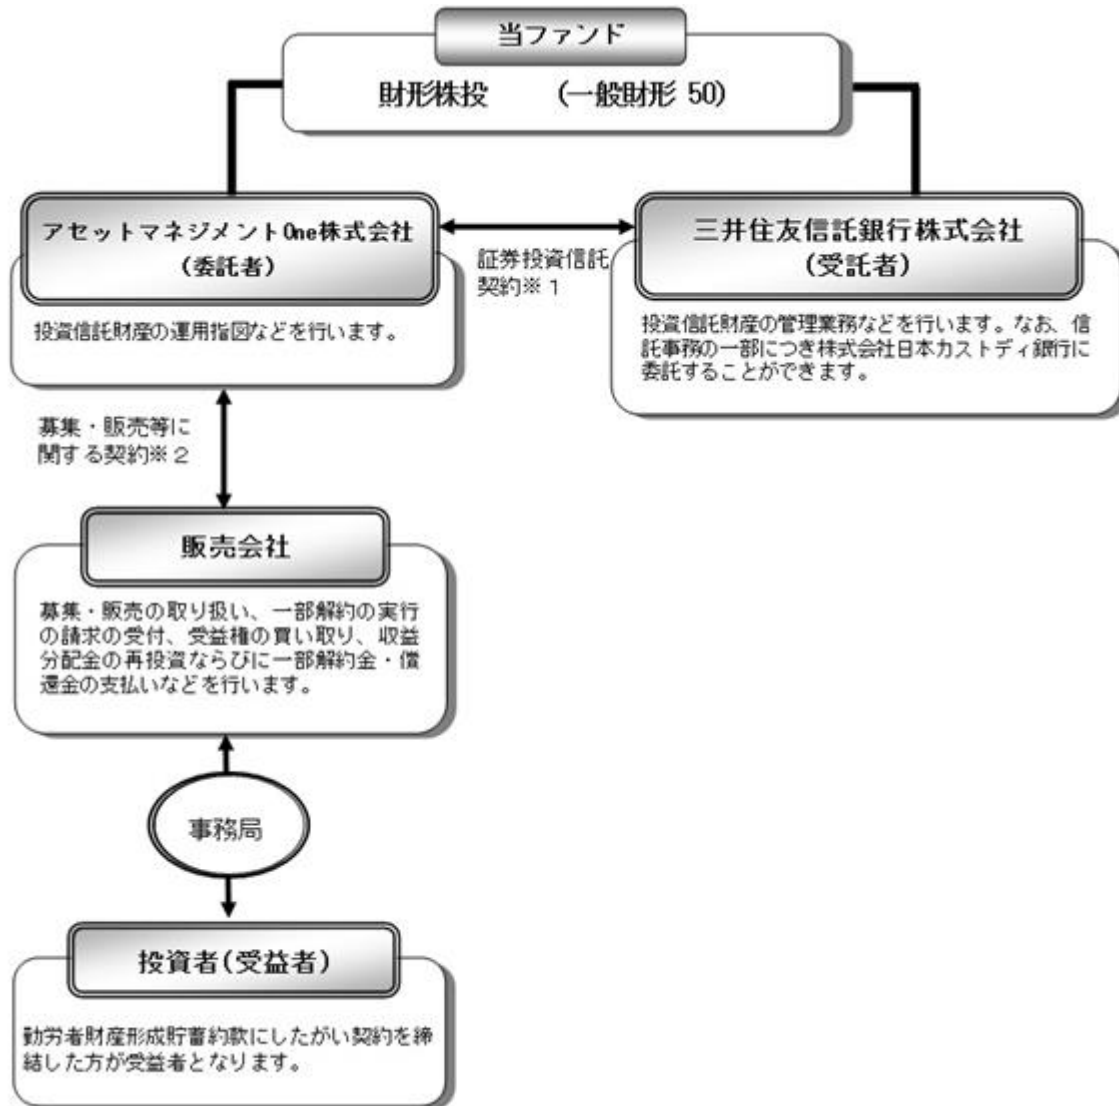 当ファンド
財形株投　　（一般財形 50）
アセットマネジメントOne株式会社
（委託者）
投資信託財産の運用指図などを行います。
証券投資信託
契約※１
三井住友信託銀行株式会社
（受託者）
投資信託財産の管理業務などを行います。なお、信
託事務の一部につき株式会社日本カストディ銀行に
委託することができます。
募集・販売等に
関する契約※２
販売会社
募集・販売の取り扱い、一部解約の実行
の請求の受付、受益権の買い取り、収益
分配金の再投資ならびに一部解約金・償
還金の支払いなどを行います。
事務局
投資者（受益者）
勤労者財産形成貯蓄約款にしたがい契約を締
結した方が受益者となります。